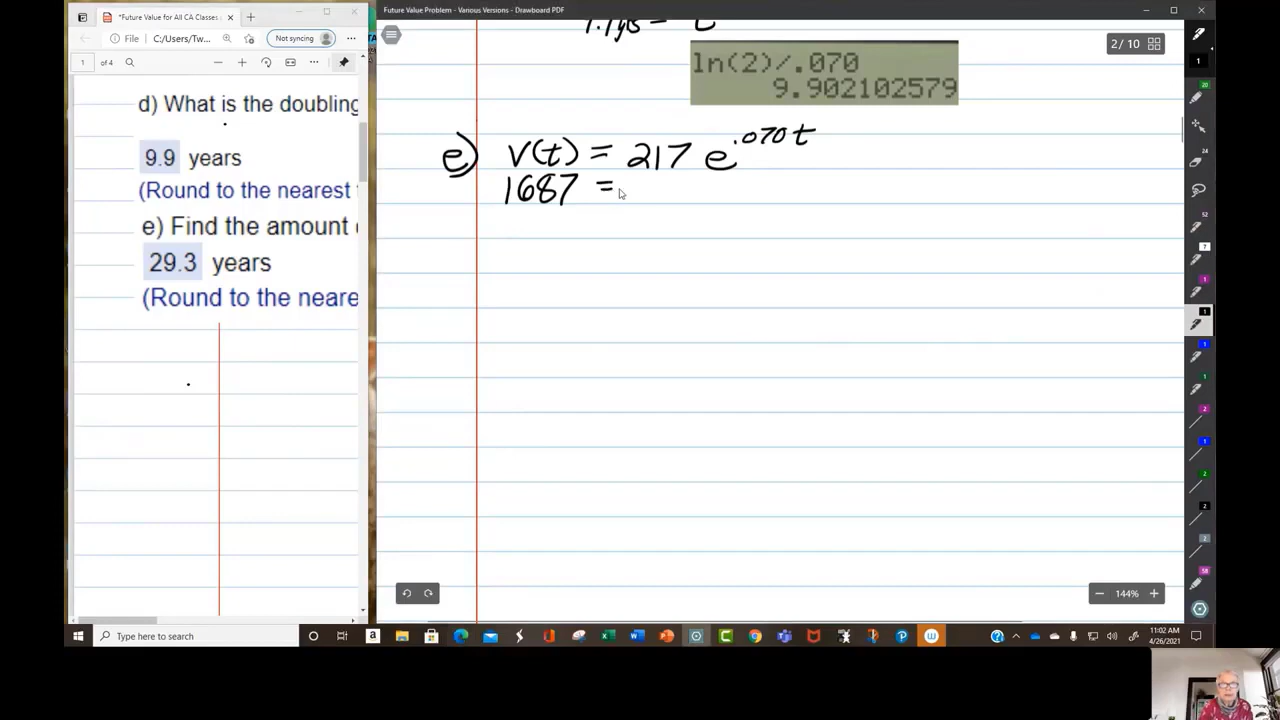 *Future Value for All CA Classes
Future Value Problem - Various Versions - Drawboard PDF
File
C:/Users/Tw...
Not syncing
1 of 4
2 / 10
ln(2)/.070
9.902102579
d) What is the doubling
9.9 years
(Round to the nearest
e) Find the amount
29.3 years
(Round to the neare
e) v(t) = 217 e^.070t
1687 =
144%
Type here to search
11:02 AM
4/26/2021